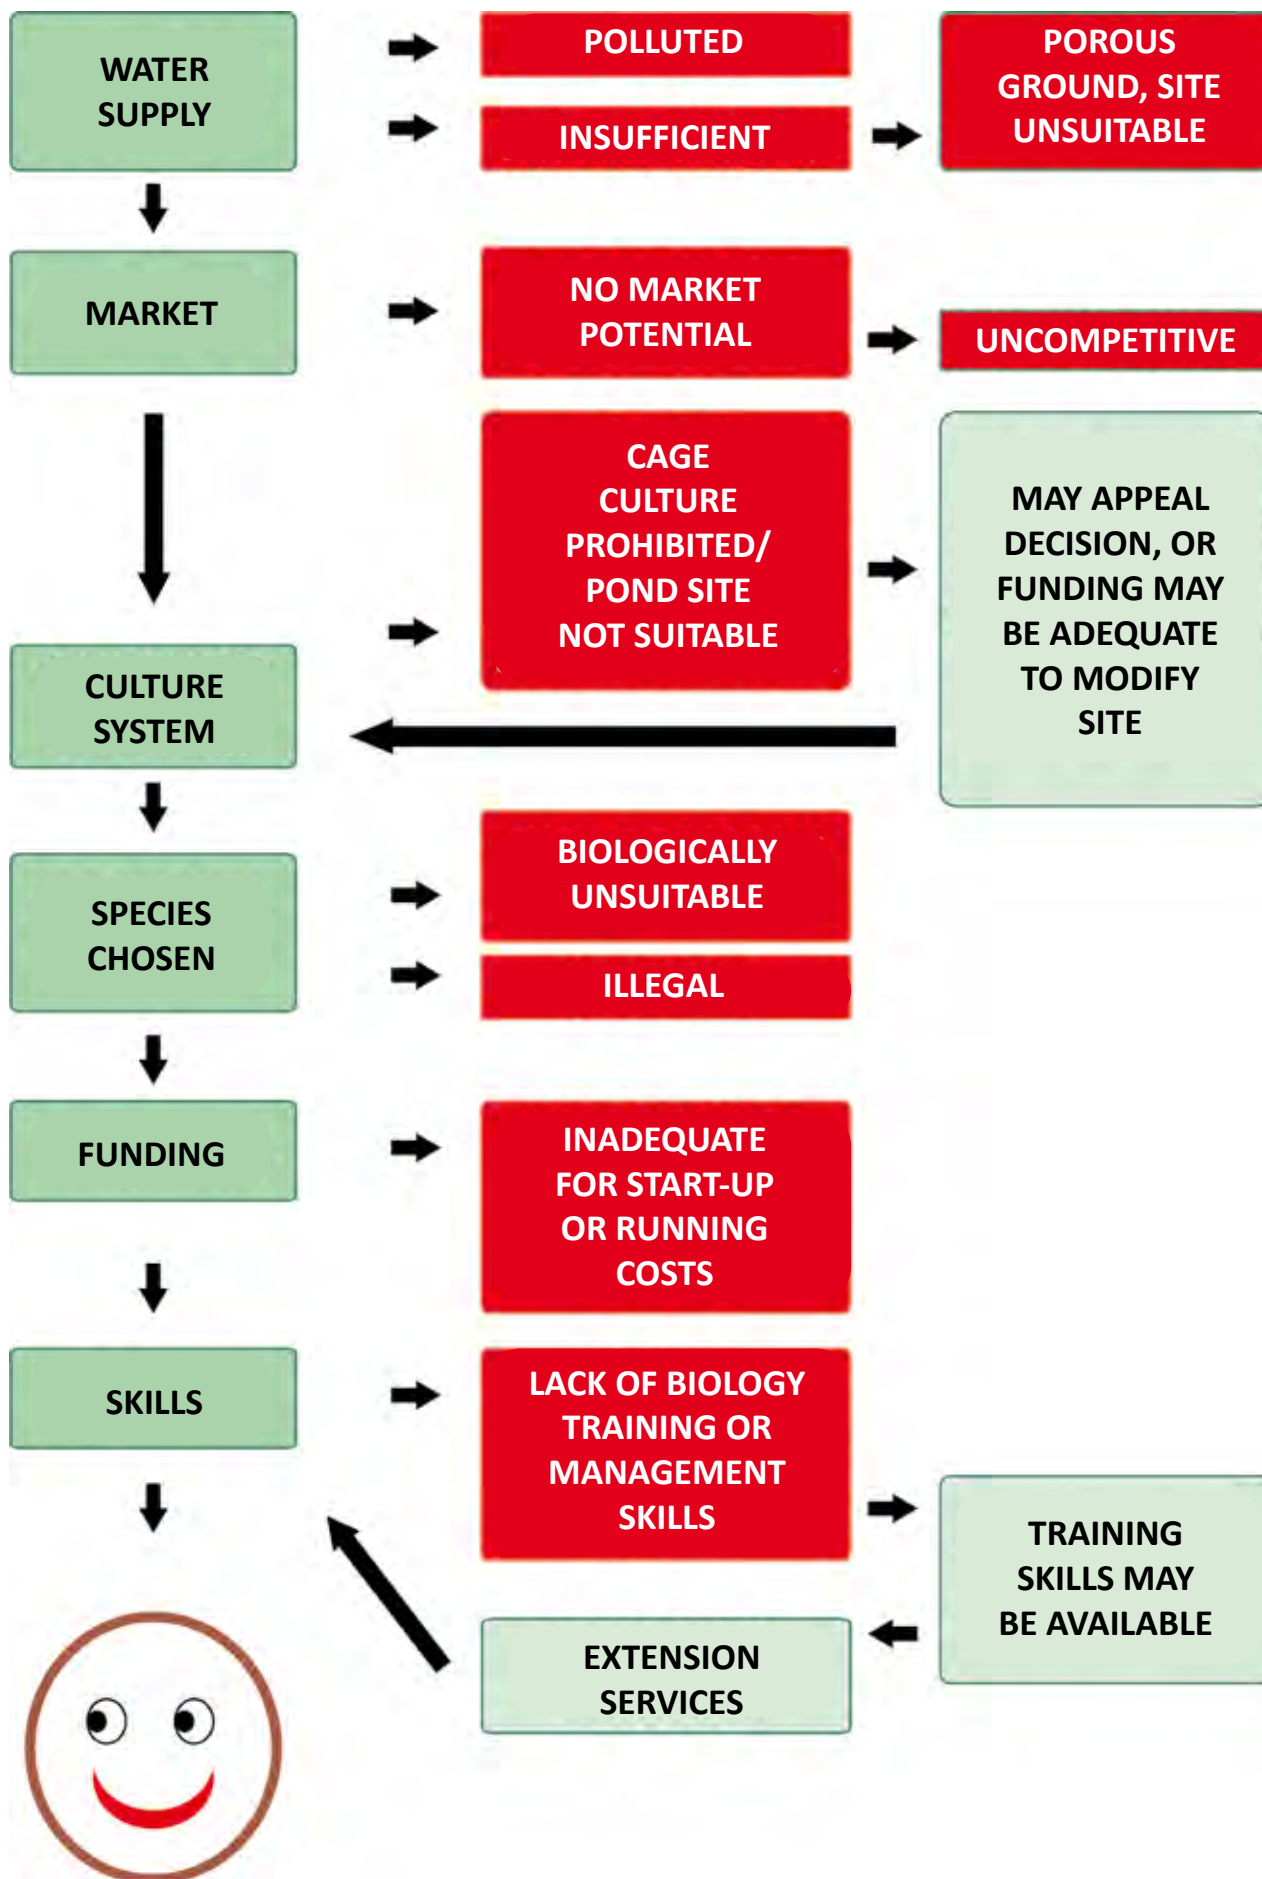 WATER
SUPPLY
POLLUTED
INSUFFICIENT
POROUS
GROUND, SITE
UNSUITABLE
MARKET
NO MARKET
POTENTIAL
UNCOMPETITIVE
CAGE
CULTURE
PROHIBITED/
POND SITE
NOT SUITABLE
MAY APPEAL
DECISION, OR
FUNDING MAY
BE ADEQUATE
TO MODIFY
SITE
CULTURE
SYSTEM
SPECIES
CHOSEN
BIOLOGICALLY
UNSUITABLE
ILLEGAL
FUNDING
INADEQUATE
FOR START-UP
OR RUNNING
COSTS
SKILLS
LACK OF BIOLOGY
TRAINING OR
MANAGEMENT
SKILLS
TRAINING
SKILLS MAY
BE AVAILABLE
EXTENSION
SERVICES